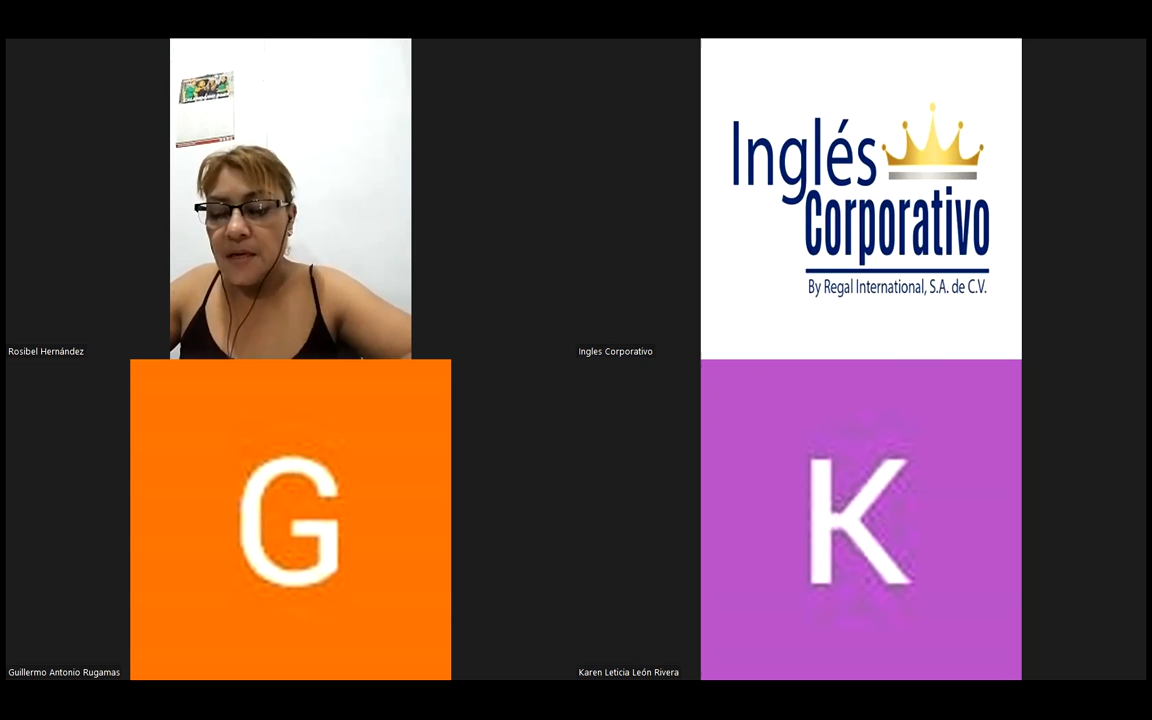 Inglés
Corporativo
By Regal International, S.A. de C.V.
Rosibel Hernández
Ingles Corporativo
G
K
Guillermo Antonio Rugamas
Karen Leticia León Rivera